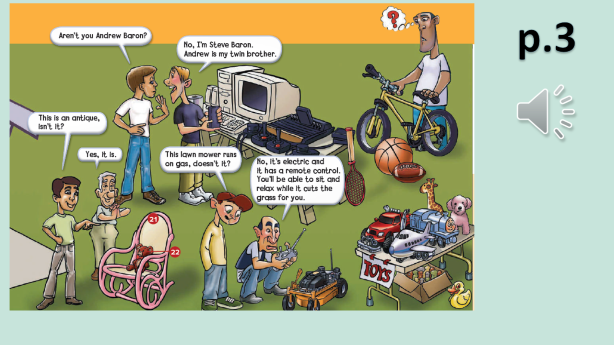 Aren't you Andrew Baron?
No, I'm Steve Baron.
Andrew is my twin brother.
?
p.3
This is an antique,
isn't it?
Yes, it is.
This lawn mower runs
on gas, doesn't it?
No, it's electric and
it has a remote control.
You'll be able to sit and
relax while it cuts the
grass for you.
21
22
TOYS